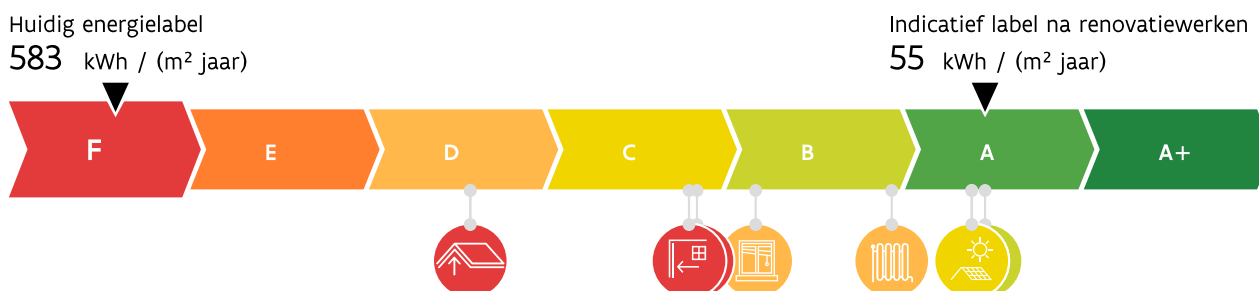 Huidig energielabel
583 kWh / (m² jaar)
Indicatief label na renovatiewerken
55 kWh / (m² jaar)
F E D C B A A+